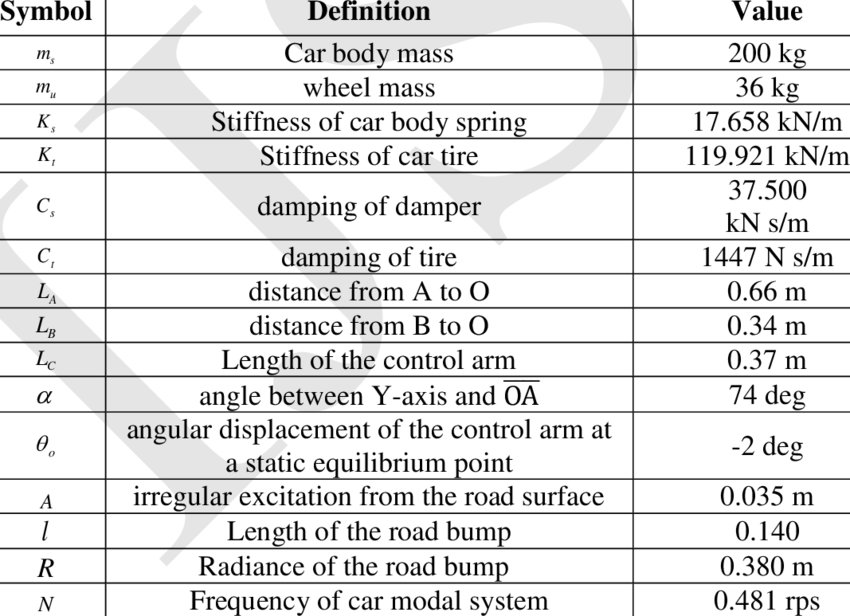 Symbol Definition Value
m_s Car body mass 200 kg
m_u wheel mass 36 kg
K_s Stiffness of car body spring 17.658 kN/m
K_t Stiffness of car tire 119.921 kN/m
C_s damping of damper 37.500
kN s/m
C_t damping of tire 1447 N s/m
L_A distance from A to O 0.66 m
L_B distance from B to O 0.34 m
L_C Length of the control arm 0.37 m
α angle between Y-axis and O̅A̅ 74 deg
θ_o angular displacement of the control arm at
a static equilibrium point -2 deg
A irregular excitation from the road surface 0.035 m
l Length of the road bump 0.140
R Radiance of the road bump 0.380 m
N Frequency of car modal system 0.481 rps